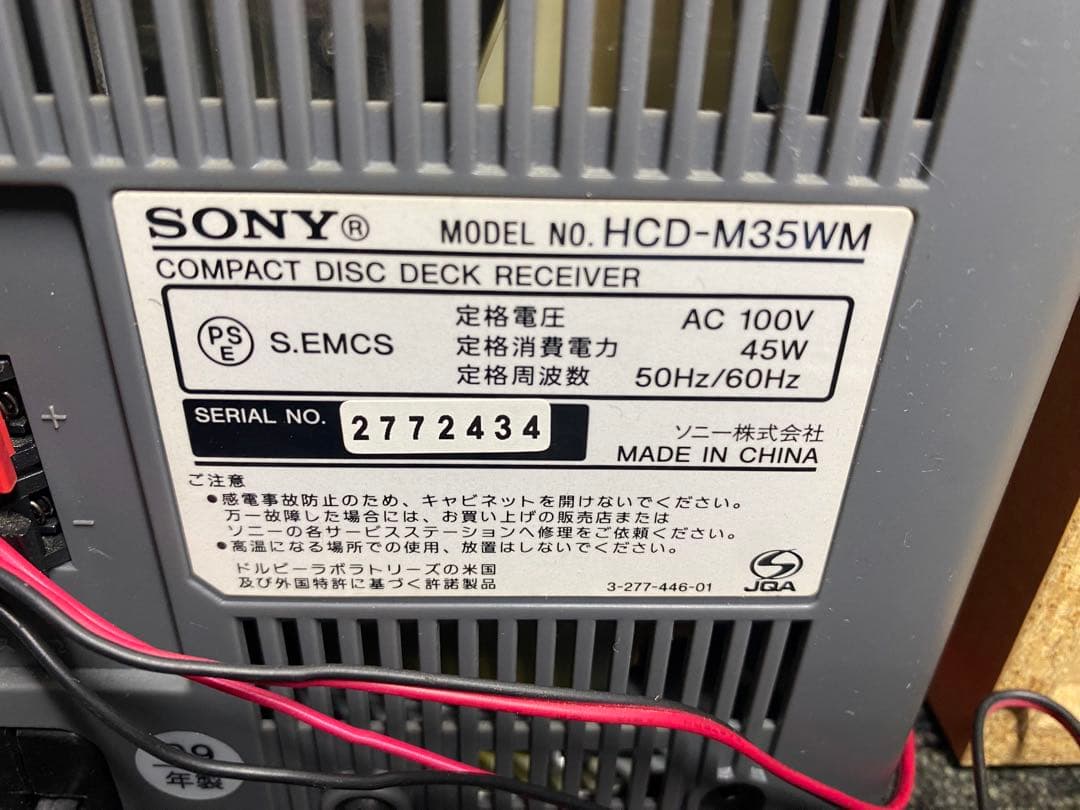 SONY® MODEL NO. HCD-M35WM
COMPACT DISC DECK RECEIVER
PSE S.EMCS
定格電圧 AC 100V
定格消費電力 45W
定格周波数 50Hz/60Hz
SERIAL NO. 2772434
ソニー株式会社
MADE IN CHINA
ご注意
●感電事故防止のため、キャビネットを開けないでください。
万一故障した場合には、お買い上げの販売店または
ソニーの各サービスステーションへ修理をご依頼ください。
●高温になる場所での使用、放置はしないでください。
ドルビーラボラトリーズの米国
及び外国特許に基づく許諾製品
3-277-446-01
JQA
+
−
09
年製